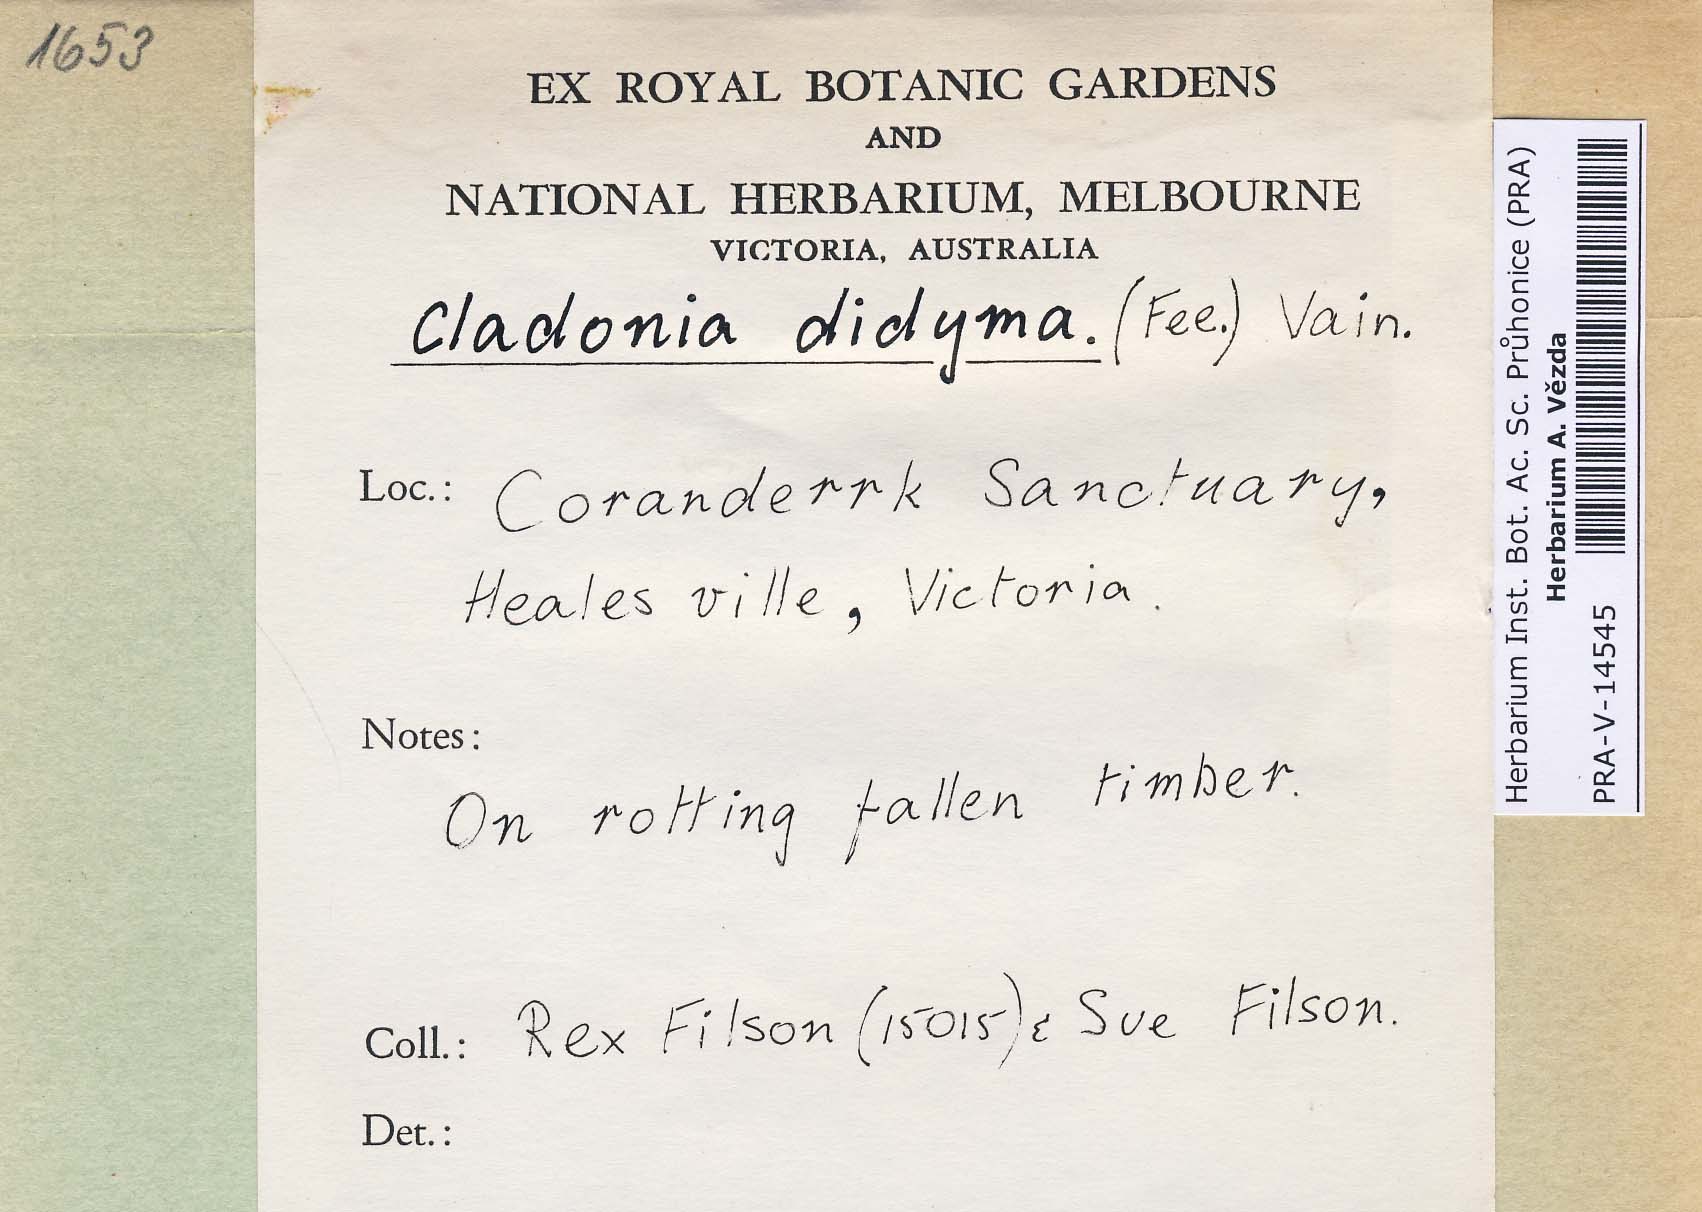 1653
EX ROYAL BOTANIC GARDENS
AND
NATIONAL HERBARIUM, MELBOURNE
VICTORIA, AUSTRALIA
Cladonia didyma. (Fee.) Vain.
Loc.: Coranderrk Sanctuary,
Healesville, Victoria.
Notes:
On rotting fallen timber.
Coll.: Rex Filson (15015) & Sue Filson.
Det.:
Herbarium Inst. Bot. Ac. Sc. Průhonice (PRA)
Herbarium A. Vězda
PRA-V-14545